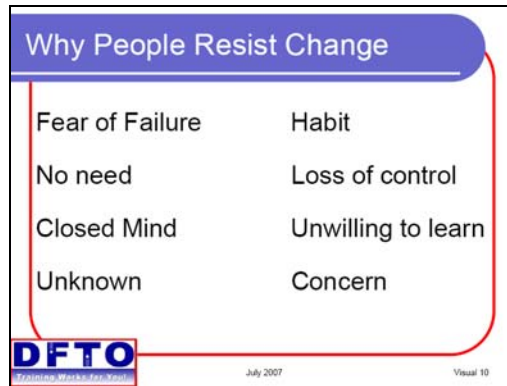 Why People Resist Change
Fear of Failure
No need
Closed Mind
Unknown
Habit
Loss of control
Unwilling to learn
Concern
DFTO
Training Works for You!
July 2007
Visual 10